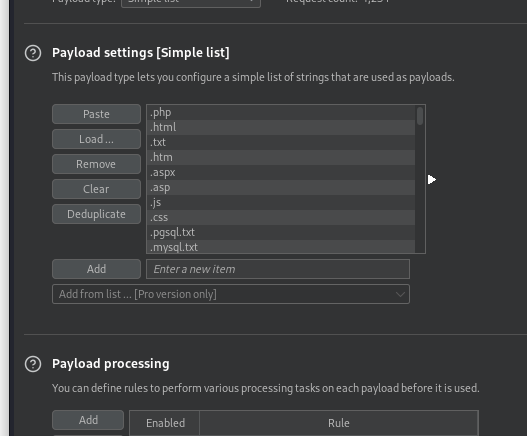 Payload type: Simple list Request count:
Payload settings [Simple list]
This payload type lets you configure a simple list of strings that are used as payloads.
Paste
Load ...
Remove
Clear
Deduplicate
.php
.html
.txt
.htm
.aspx
.asp
.js
.css
.pgsql.txt
.mysql.txt
Add
Enter a new item
Add from list ... [Pro version only]
Payload processing
You can define rules to perform various processing tasks on each payload before it is used.
Add
Enabled Rule